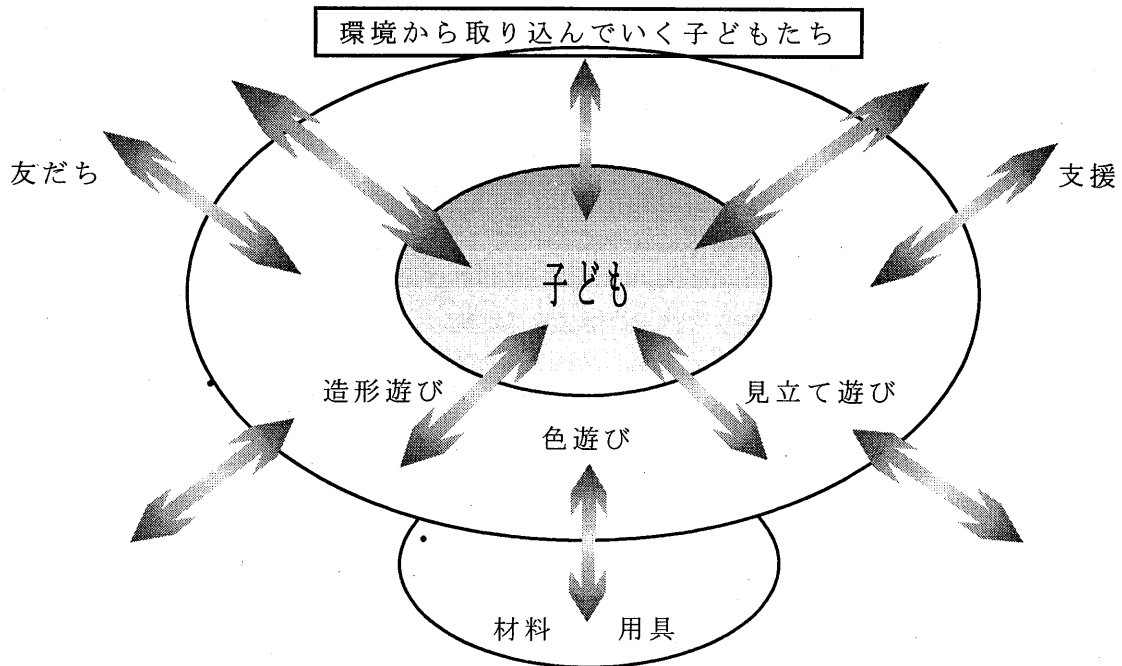 環境から取り込んでいく子どもたち
友だち
支援
子ども
造形遊び
見立て遊び
色遊び
材料 用具